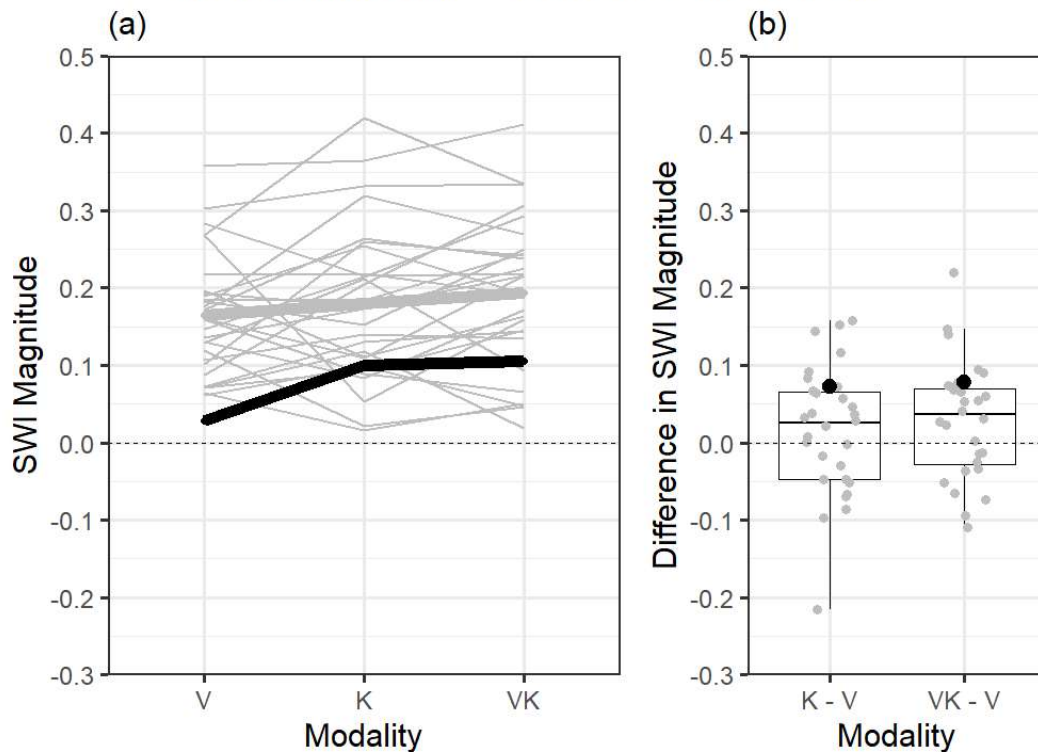 (a)
SWI Magnitude
0.5
0.4
0.3
0.2
0.1
0.0
-0.1
-0.2
-0.3
V K VK
Modality
(b)
Difference in SWI Magnitude
0.5
0.4
0.3
0.2
0.1
0.0
-0.1
-0.2
-0.3
K - V VK - V
Modality